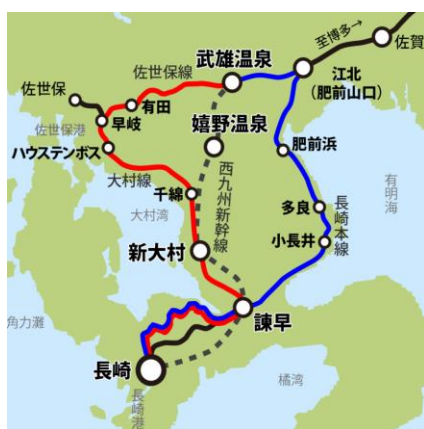 至博多→
佐賀
武雄温泉
江北
(肥前山口)
佐世保線
佐世保
有田
早岐
佐世保港
嬉野温泉
肥前浜
ハウステンボス
大村線
西九州新幹線
有明海
千綿
多良
長崎本線
大村湾
小長井
新大村
角力灘
諫早
長崎
橘湾
長崎港